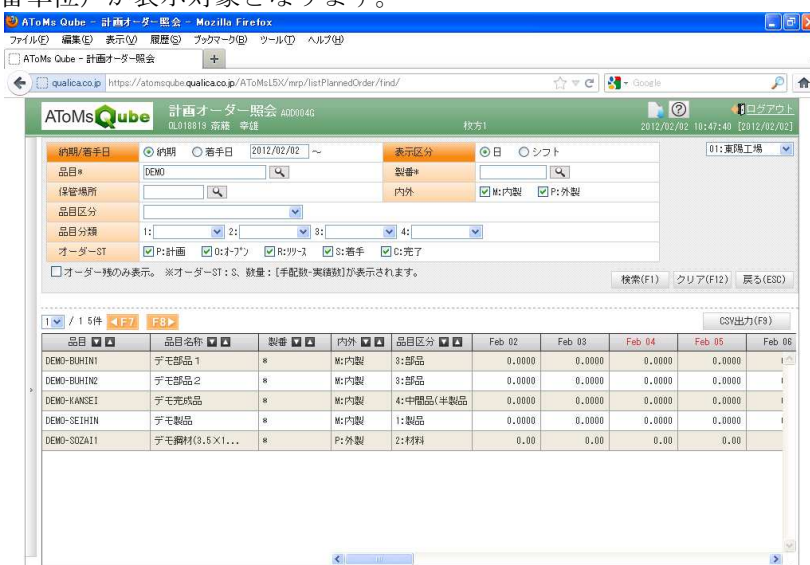 留単位）が表示対象となります。
AToMs Qube - 計画オーダー照会 - Mozilla Firefox
ファイル(F) 編集(E) 表示(V) 履歴(S) ブックマーク(B) ツール(T) ヘルプ(H)
AToMs Qube - 計画オーダー照会 +
qualica.co.jp https://atomsqube.qualica.co.jp/AToMsL5X/mrp/listPlannedOrder/find/ Google
AToMs Qube 計画オーダー照会 AOD004G ? ログアウト
OL018819 斎藤 幸雄 枚方1 2012/02/02 10:47:40 [2012/02/02]
納期/着手日 納期 着手日 2012/02/02 ～ 表示区分 日 シフト 01:東陽工場
品目* DEMO 製番*
保管場所 内外 M:内製 P:外製
品目区分
品目分類 1: 2: 3: 4:
オーダーST P:計画 O:オープン R:リリース S:着手 C:完了
オーダー残のみ表示。 ※オーダーST：S、数量：[手配数-実績数]が表示されます。
検索(F1) クリア(F12) 戻る(ESC)
1 / 1 5件 F7 F8 CSV出力(F9)
品目 品目名称 製番 内外 品目区分 Feb 02 Feb 03 Feb 04 Feb 05 Feb 06
DEMO-BUHIN1 デモ部品１ * M:内製 3:部品 0.0000 0.0000 0.0000 0.0000
DEMO-BUHIN2 デモ部品２ * M:内製 3:部品 0.0000 0.0000 0.0000 0.0000
DEMO-KANSEI デモ完成品 * M:内製 4:中間品(半製品 0.0000 0.0000 0.0000 0.0000
DEMO-SEIHIN デモ製品 * M:内製 1:製品 0.0000 0.0000 0.0000 0.0000
DEMO-SOZAI1 デモ鋼材(3.5×1... * P:外製 2:材料 0.00 0.00 0.00 0.00